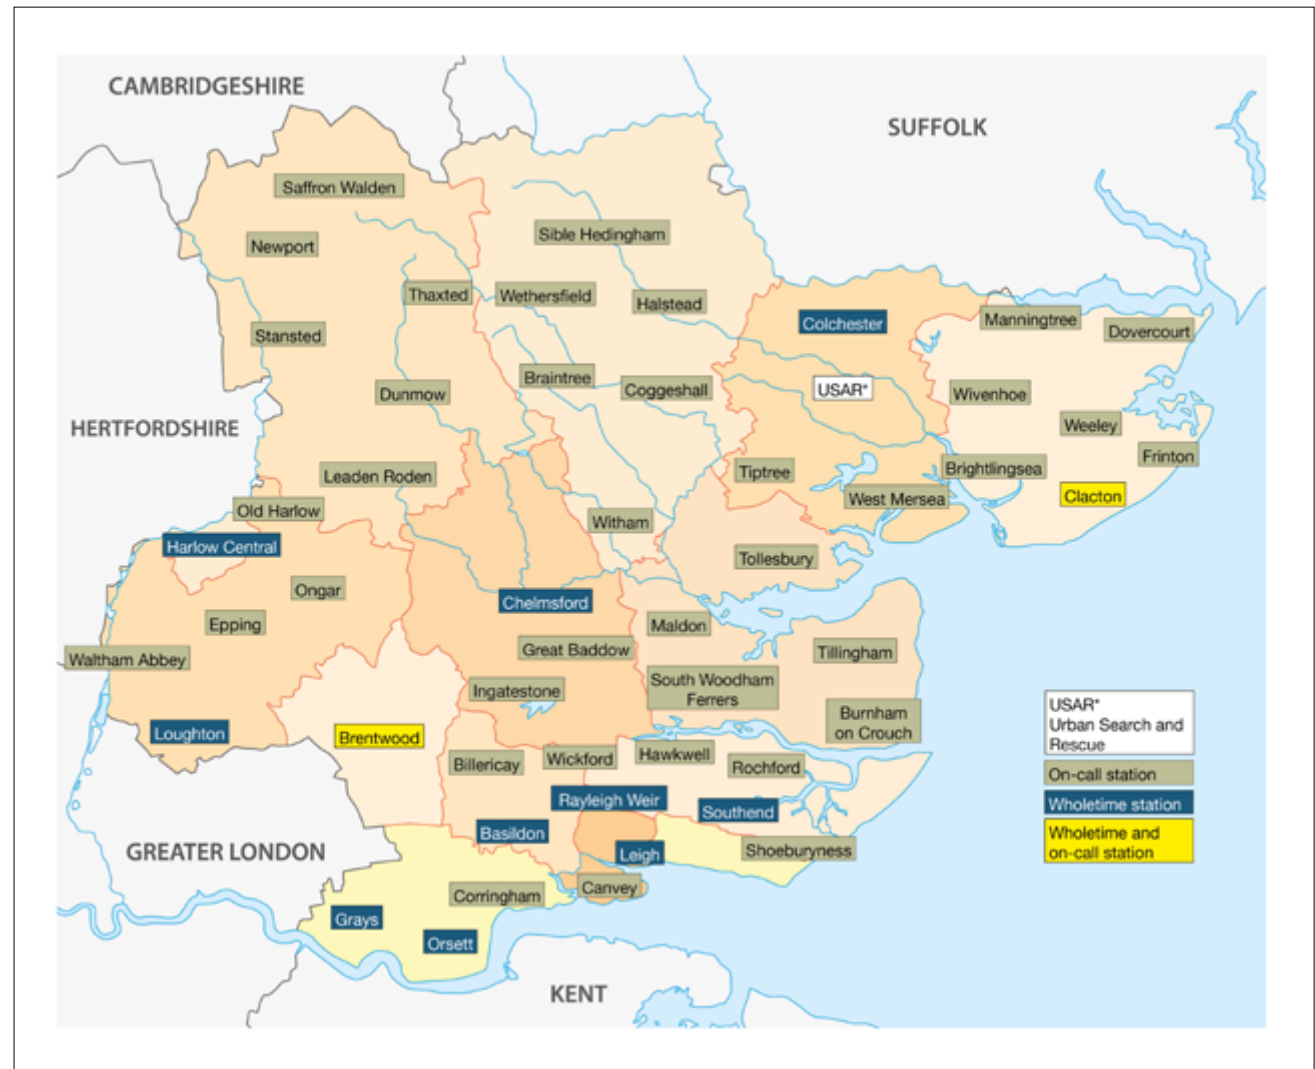 CAMBRIDGESHIRE
SUFFOLK
Saffron Walden
Sible Hedingham
Newport
Thaxted
Wethersfield
Halstead
Colchester
Manningtree
Dovercourt
Stansted
Braintree
Coggeshall
USAR*
Dunmow
Wivenhoe
HERTFORDSHIRE
Weeley
Frinton
Leaden Roden
Tiptree
Brightlingsea
West Mersea
Clacton
Old Harlow
Witham
Harlow Central
Tollesbury
Ongar
Chelmsford
Epping
Maldon
Great Baddow
Tillingham
Waltham Abbey
Ingatestone
South Woodham
Ferrers
Burnham
on Crouch
Loughton
Brentwood
Billericay
Wickford
Hawkwell
Rochford
Rayleigh Weir
Southend
Basildon
GREATER LONDON
Leigh
Shoeburyness
Canvey
Corringham
Grays
Orsett
KENT
USAR*
Urban Search and
Rescue
On-call station
Wholetime station
Wholetime and
on-call station